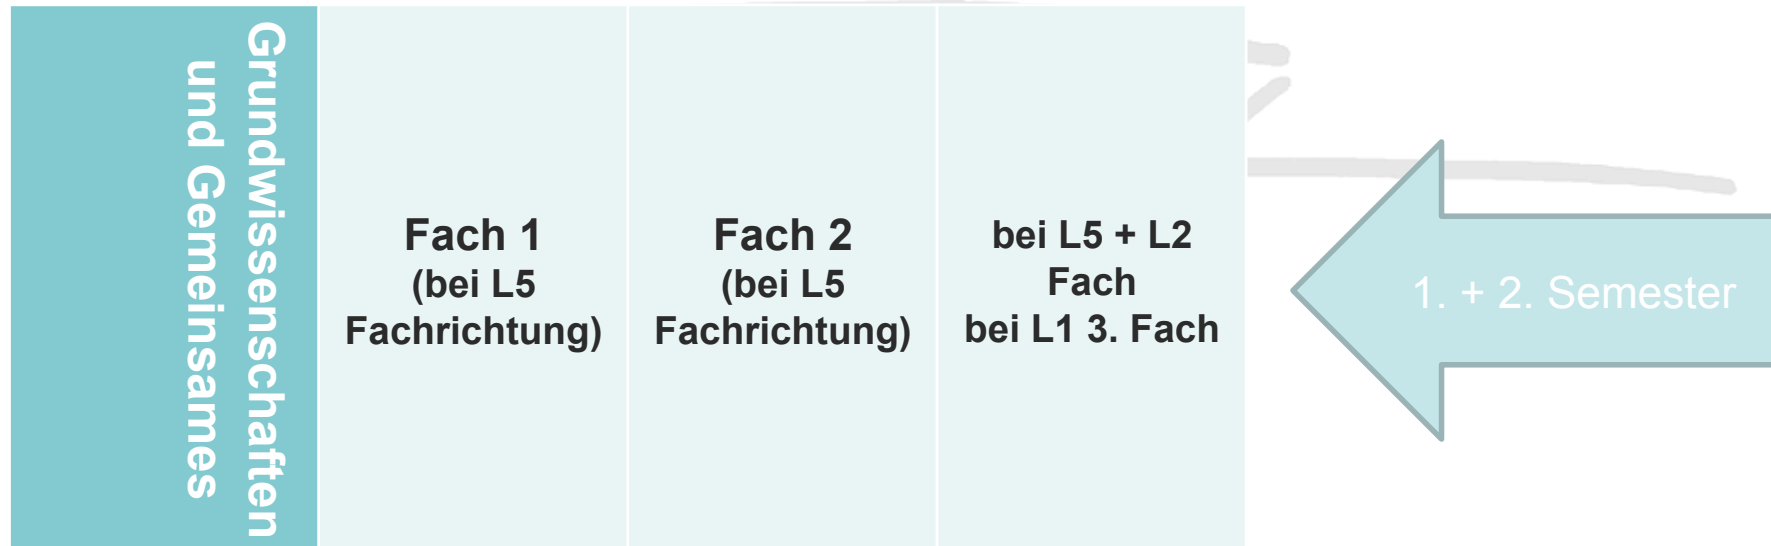 Grundwissenschaften
und Gemeinsames
Fach 1
(bei L5
Fachrichtung)
Fach 2
(bei L5
Fachrichtung)
bei L5 + L2
Fach
bei L1 3. Fach
1. + 2. Semester